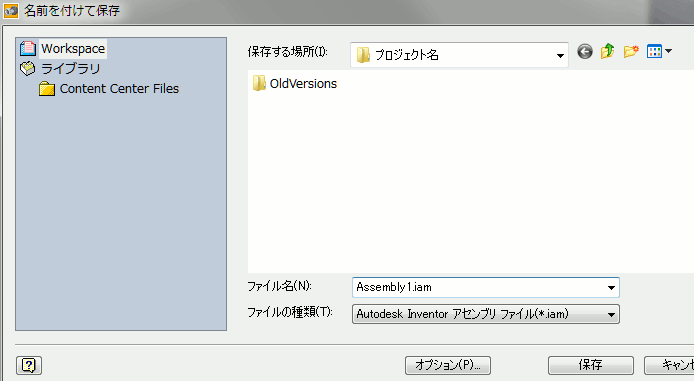 名前を付けて保存
Workspace
ライブラリ
Content Center Files
保存する場所(I):
プロジェクト名
OldVersions
ファイル名(N):
Assembly1.iam
ファイルの種類(T):
Autodesk Inventor アセンブリ ファイル(*.iam)
オプション(P)...
保存
キャンセ